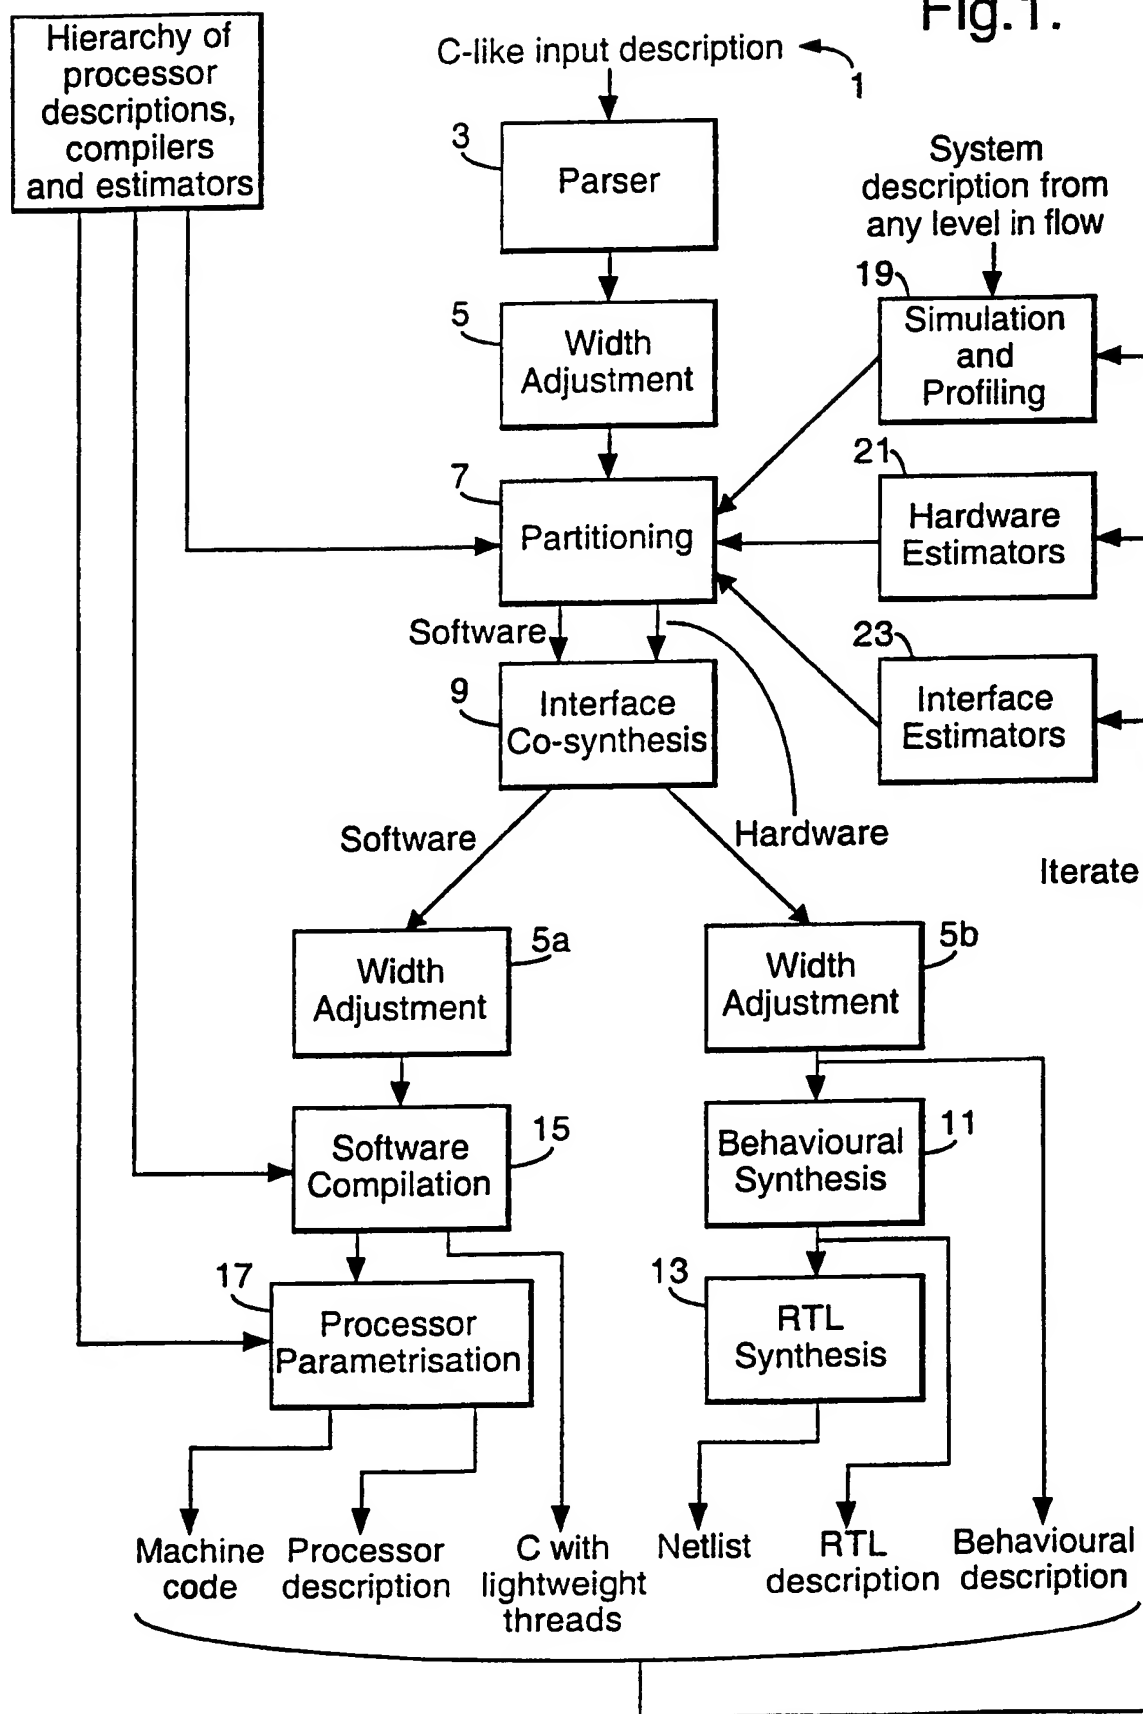 Fig.1.
Hierarchy of
processor
descriptions,
compilers
and estimators
C-like input description
1
3
Parser
System
description from
any level in flow
5
Width
Adjustment
19
Simulation
and
Profiling
7
Partitioning
21
Hardware
Estimators
Software
9
Interface
Co-synthesis
23
Interface
Estimators
Software
Hardware
Iterate
5a
Width
Adjustment
5b
Width
Adjustment
15
Software
Compilation
11
Behavioural
Synthesis
17
Processor
Parametrisation
13
RTL
Synthesis
Machine
code
Processor
description
C with
lightweight
threads
Netlist
RTL
description
Behavioural
description